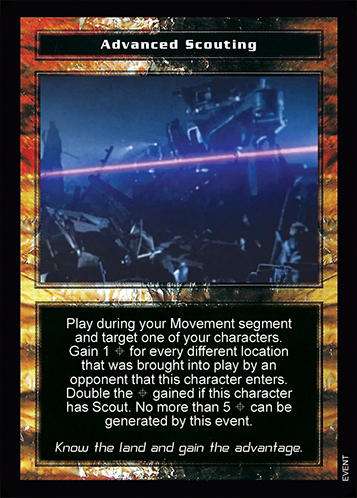 Advanced Scouting
Play during your Movement segment
and target one of your characters.
Gain 1 ⌖ for every different location
that was brought into play by an
opponent that this character enters.
Double the ⌖ gained if this character
has Scout. No more than 5 ⌖ can be
generated by this event.
Know the land and gain the advantage.
EVENT